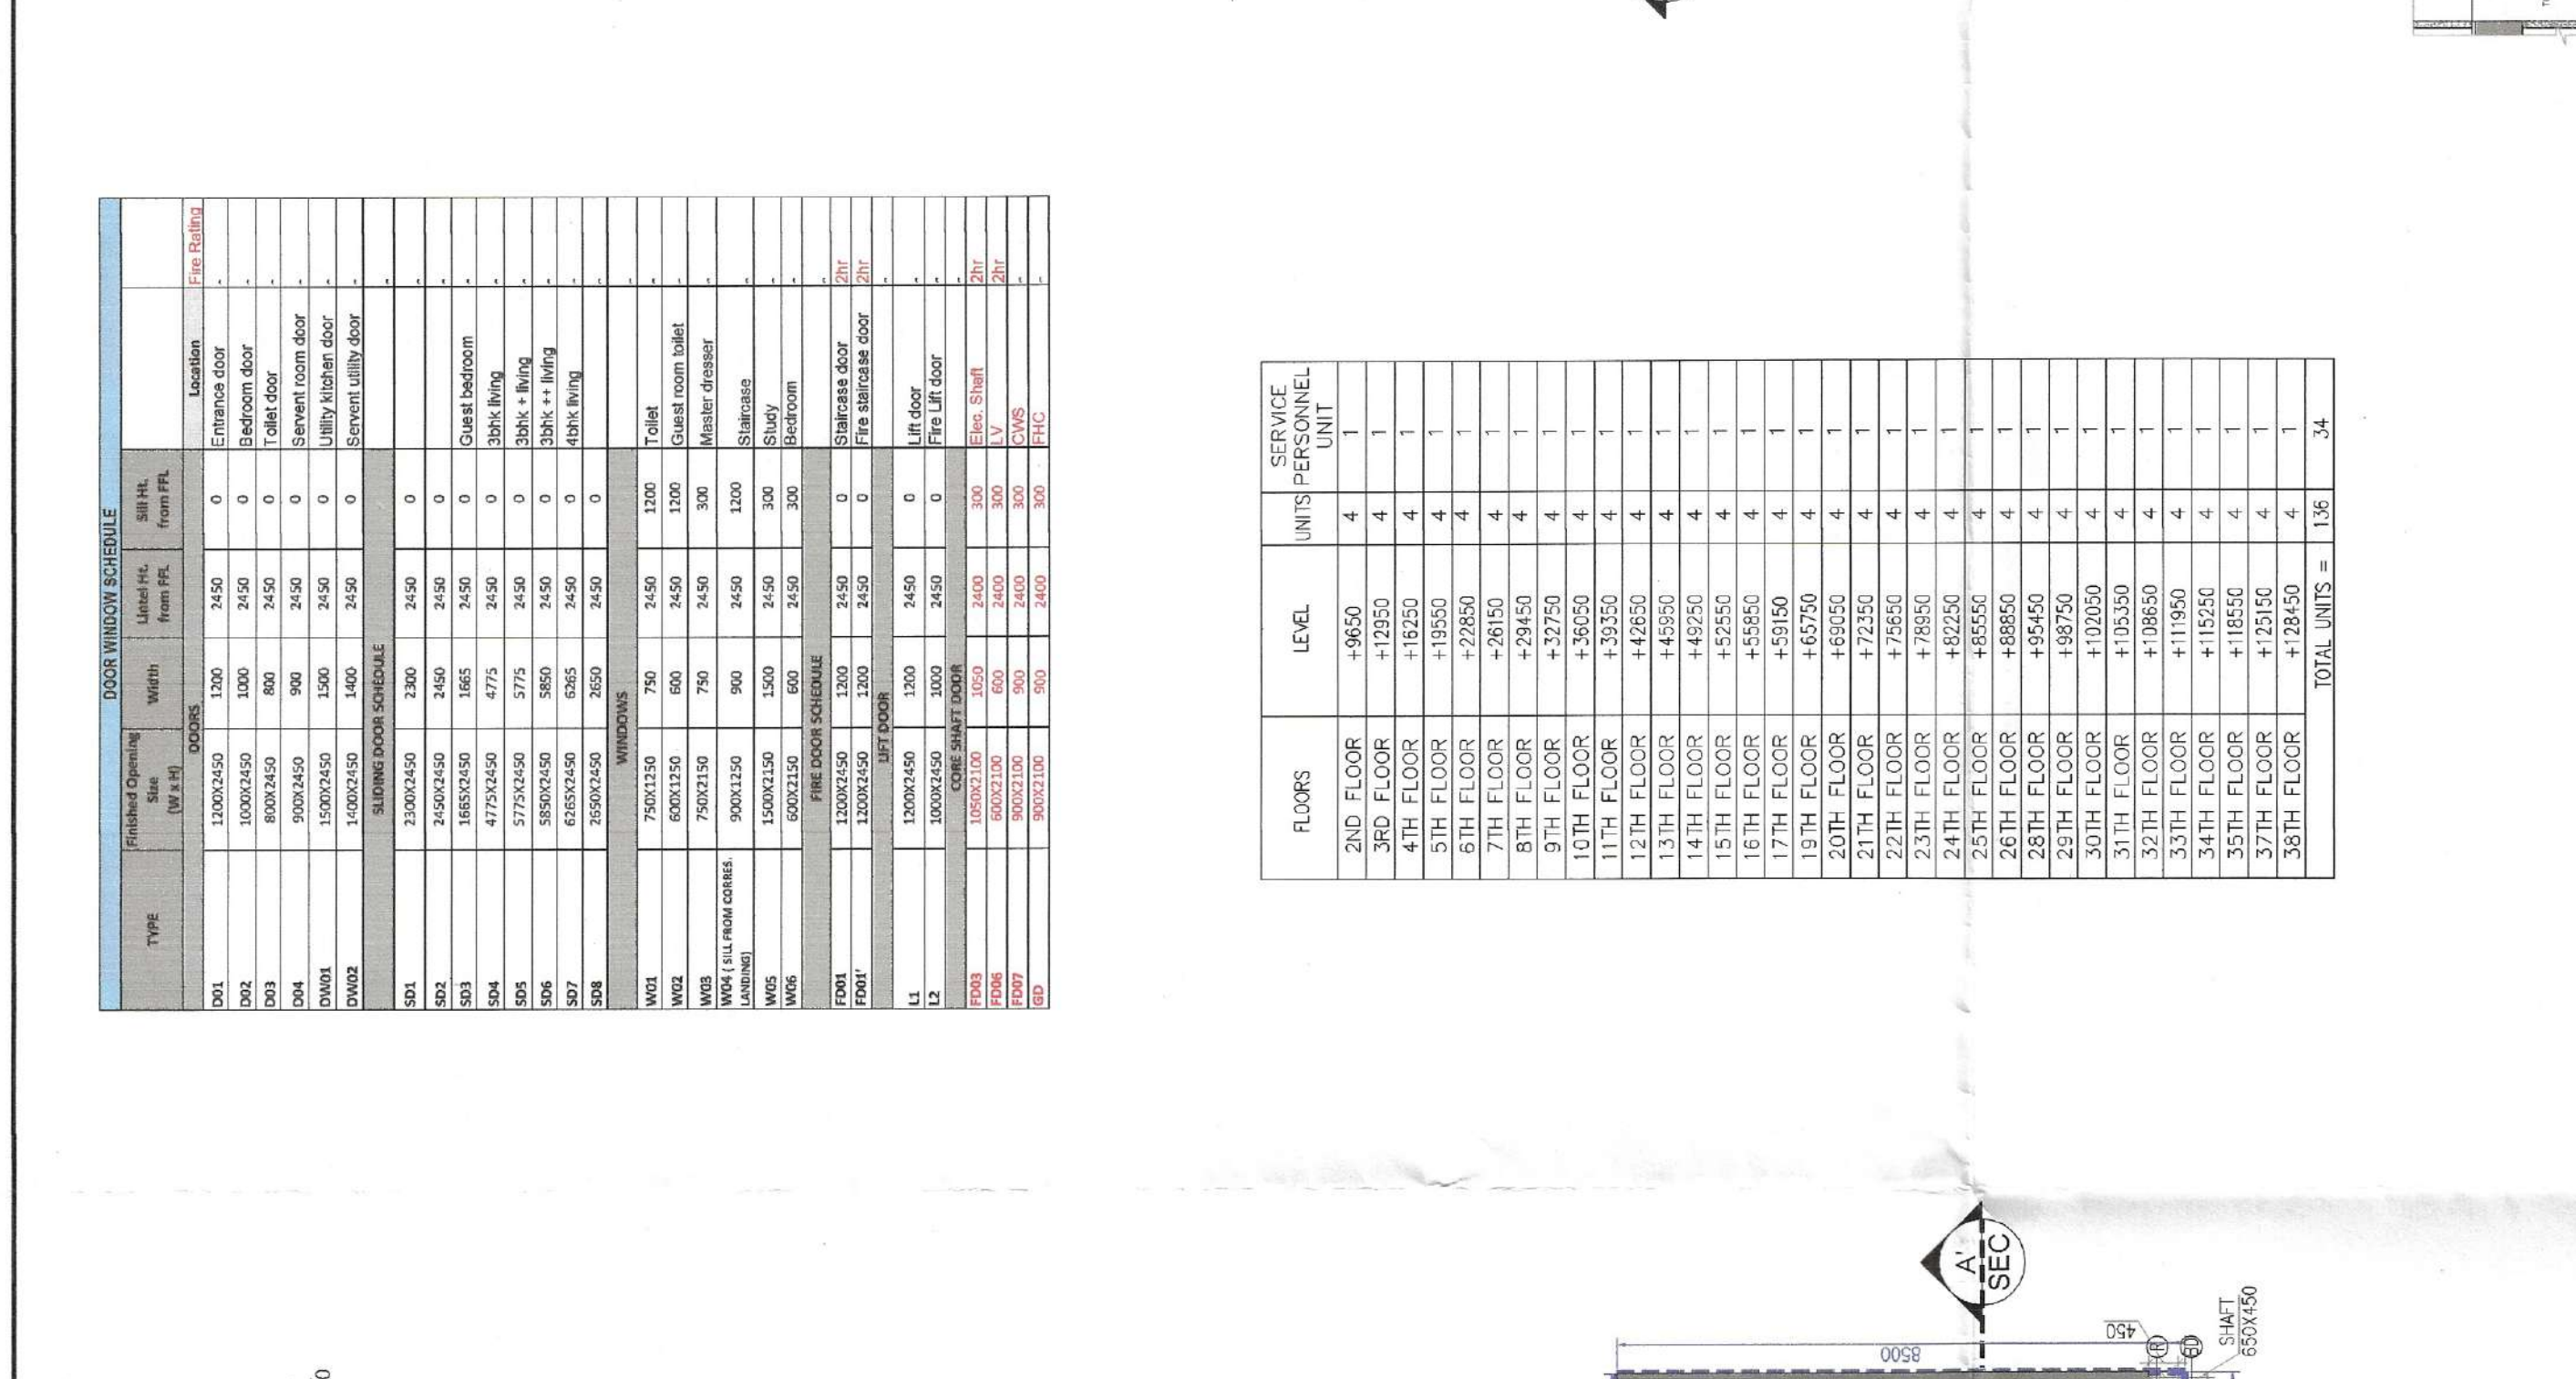 DOOR WINDOW SCHEDULE
TYPE Finished Opening Size (W x H) Width Lintel Ht. from FFL Sill Ht. from FFL Location Fire Rating
DOORS
D01 1200X2450 1200 2450 0 Entrance door -
D02 1000X2450 1000 2450 0 Bedroom door -
D03 800X2450 800 2450 0 Toilet door -
D04 900X2450 900 2450 0 Servent room door -
DW01 1500X2450 1500 2450 0 Utility kitchen door -
DW02 1400X2450 1400 2450 0 Servent utility door -
SLIDING DOOR SCHEDULE -
SD1 2300X2450 2300 2450 0 -
SD2 2450X2450 2450 2450 0 -
SD3 1665X2450 1665 2450 0 Guest bedroom -
SD4 4775X2450 4775 2450 0 3bhk living -
SD5 5775X2450 5775 2450 0 3bhk + living -
SD6 5850X2450 5850 2450 0 3bhk ++ living -
SD7 6265X2450 6265 2450 0 4bhk living -
SD8 2650X2450 2650 2450 0 -
WINDOWS -
W01 750X1250 750 2450 1200 Toilet -
W02 600X1250 600 2450 1200 Guest room toilet -
W03 750X2150 750 2450 300 Master dresser -
W04 ( SILL FROM CORRES. LANDING) 900X1250 900 2450 1200 Staircase -
W05 1500X2150 1500 2450 300 Study -
W06 600X2150 600 2450 300 Bedroom -
FIRE DOOR SCHEDULE -
FD01 1200X2450 1200 2450 0 Staircase door 2hr
FD01' 1200X2450 1200 2450 0 Fire staircase door 2hr
LIFT DOOR -
L1 1200X2450 1200 2450 0 Lift door -
L2 1000X2450 1000 2450 0 Fire Lift door -
CORE SHAFT DOOR -
FD03 1050X2100 1050 2400 300 Elec. Shaft 2hr
FD06 600X2100 600 2400 300 LV 2hr
FD07 900X2100 900 2400 300 CWS -
GD 900X2100 900 2400 300 FHC -
FLOORS LEVEL UNITS SERVICE PERSONNEL UNIT
2ND FLOOR +9650 4 1
3RD FLOOR +12950 4 1
4TH FLOOR +16250 4 1
5TH FLOOR +19550 4 1
6TH FLOOR +22850 4 1
7TH FLOOR +26150 4 1
8TH FLOOR +29450 4 1
9TH FLOOR +32750 4 1
10TH FLOOR +36050 4 1
11TH FLOOR +39350 4 1
12TH FLOOR +42650 4 1
13TH FLOOR +45950 4 1
14TH FLOOR +49250 4 1
15TH FLOOR +52550 4 1
16TH FLOOR +55850 4 1
17TH FLOOR +59150 4 1
19TH FLOOR +65750 4 1
20TH FLOOR +69050 4 1
21TH FLOOR +72350 4 1
22TH FLOOR +75650 4 1
23TH FLOOR +78950 4 1
24TH FLOOR +82250 4 1
25TH FLOOR +85550 4 1
26TH FLOOR +88850 4 1
28TH FLOOR +95450 4 1
29TH FLOOR +98750 4 1
30TH FLOOR +102050 4 1
31TH FLOOR +105350 4 1
32TH FLOOR +108650 4 1
33TH FLOOR +111950 4 1
34TH FLOOR +115250 4 1
35TH FLOOR +118550 4 1
37TH FLOOR +125150 4 1
38TH FLOOR +128450 4 1
TOTAL UNITS = 136 34
A'
SEC
8500
450
SHAFT
650X450